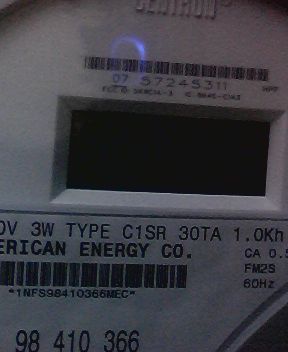 CENTRON
07 57245311
0V 3W TYPE C1SR 30TA 1.0Kh
ERICAN ENERGY CO.
CA 0.5
FM2S
60Hz
*1NFS98410366MEC*
98 410 366